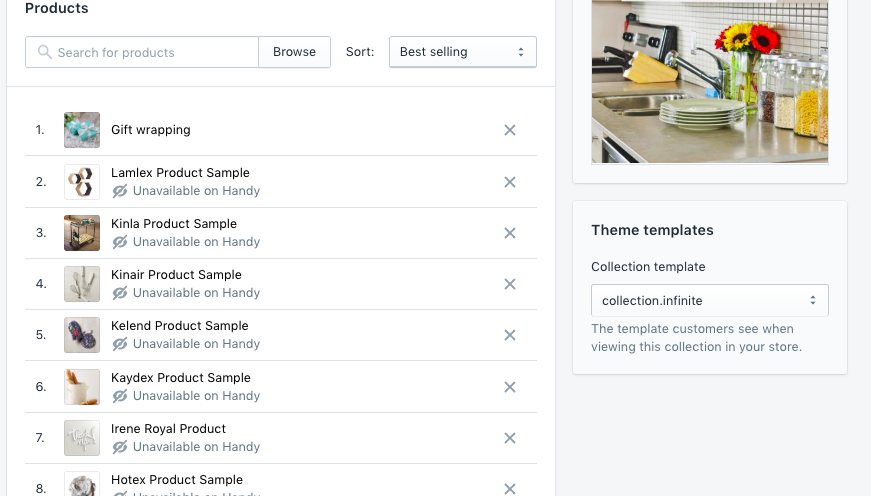 Products
Search for products
Browse
Sort:
Best selling
1.
Gift wrapping
2.
Lamlex Product Sample
Unavailable on Handy
3.
Kinla Product Sample
Unavailable on Handy
4.
Kinair Product Sample
Unavailable on Handy
5.
Kelend Product Sample
Unavailable on Handy
6.
Kaydex Product Sample
Unavailable on Handy
7.
Irene Royal Product
Unavailable on Handy
8.
Hotex Product Sample
Unavailable on Handy
Theme templates
Collection template
collection.infinite
The template customers see when
viewing this collection in your store.